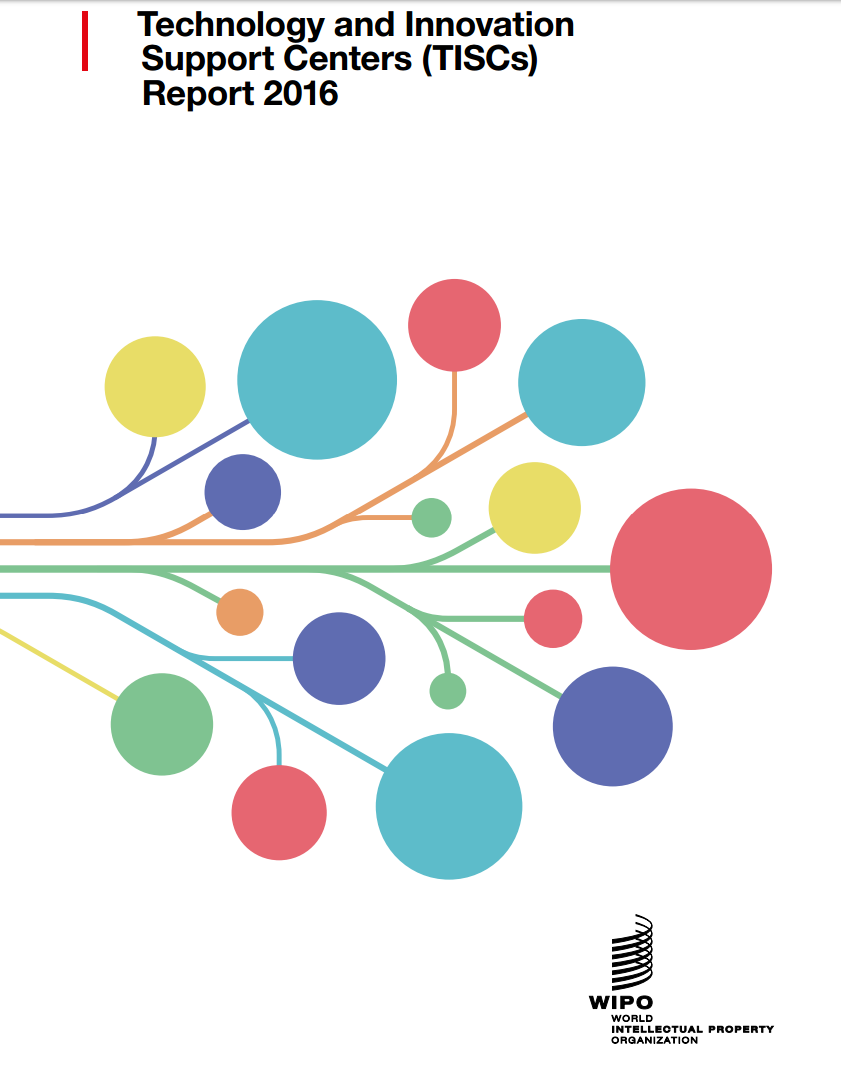 Technology and Innovation
Support Centers (TISCs)
Report 2016
WIPO
WORLD
INTELLECTUAL PROPERTY
ORGANIZATION